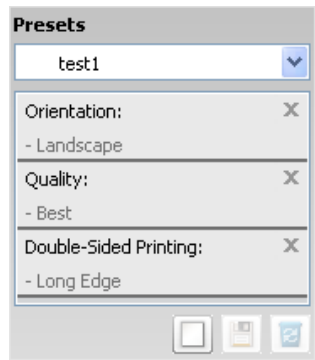 Presets
test1
Orientation:
- Landscape
Quality:
- Best
Double-Sided Printing:
- Long Edge